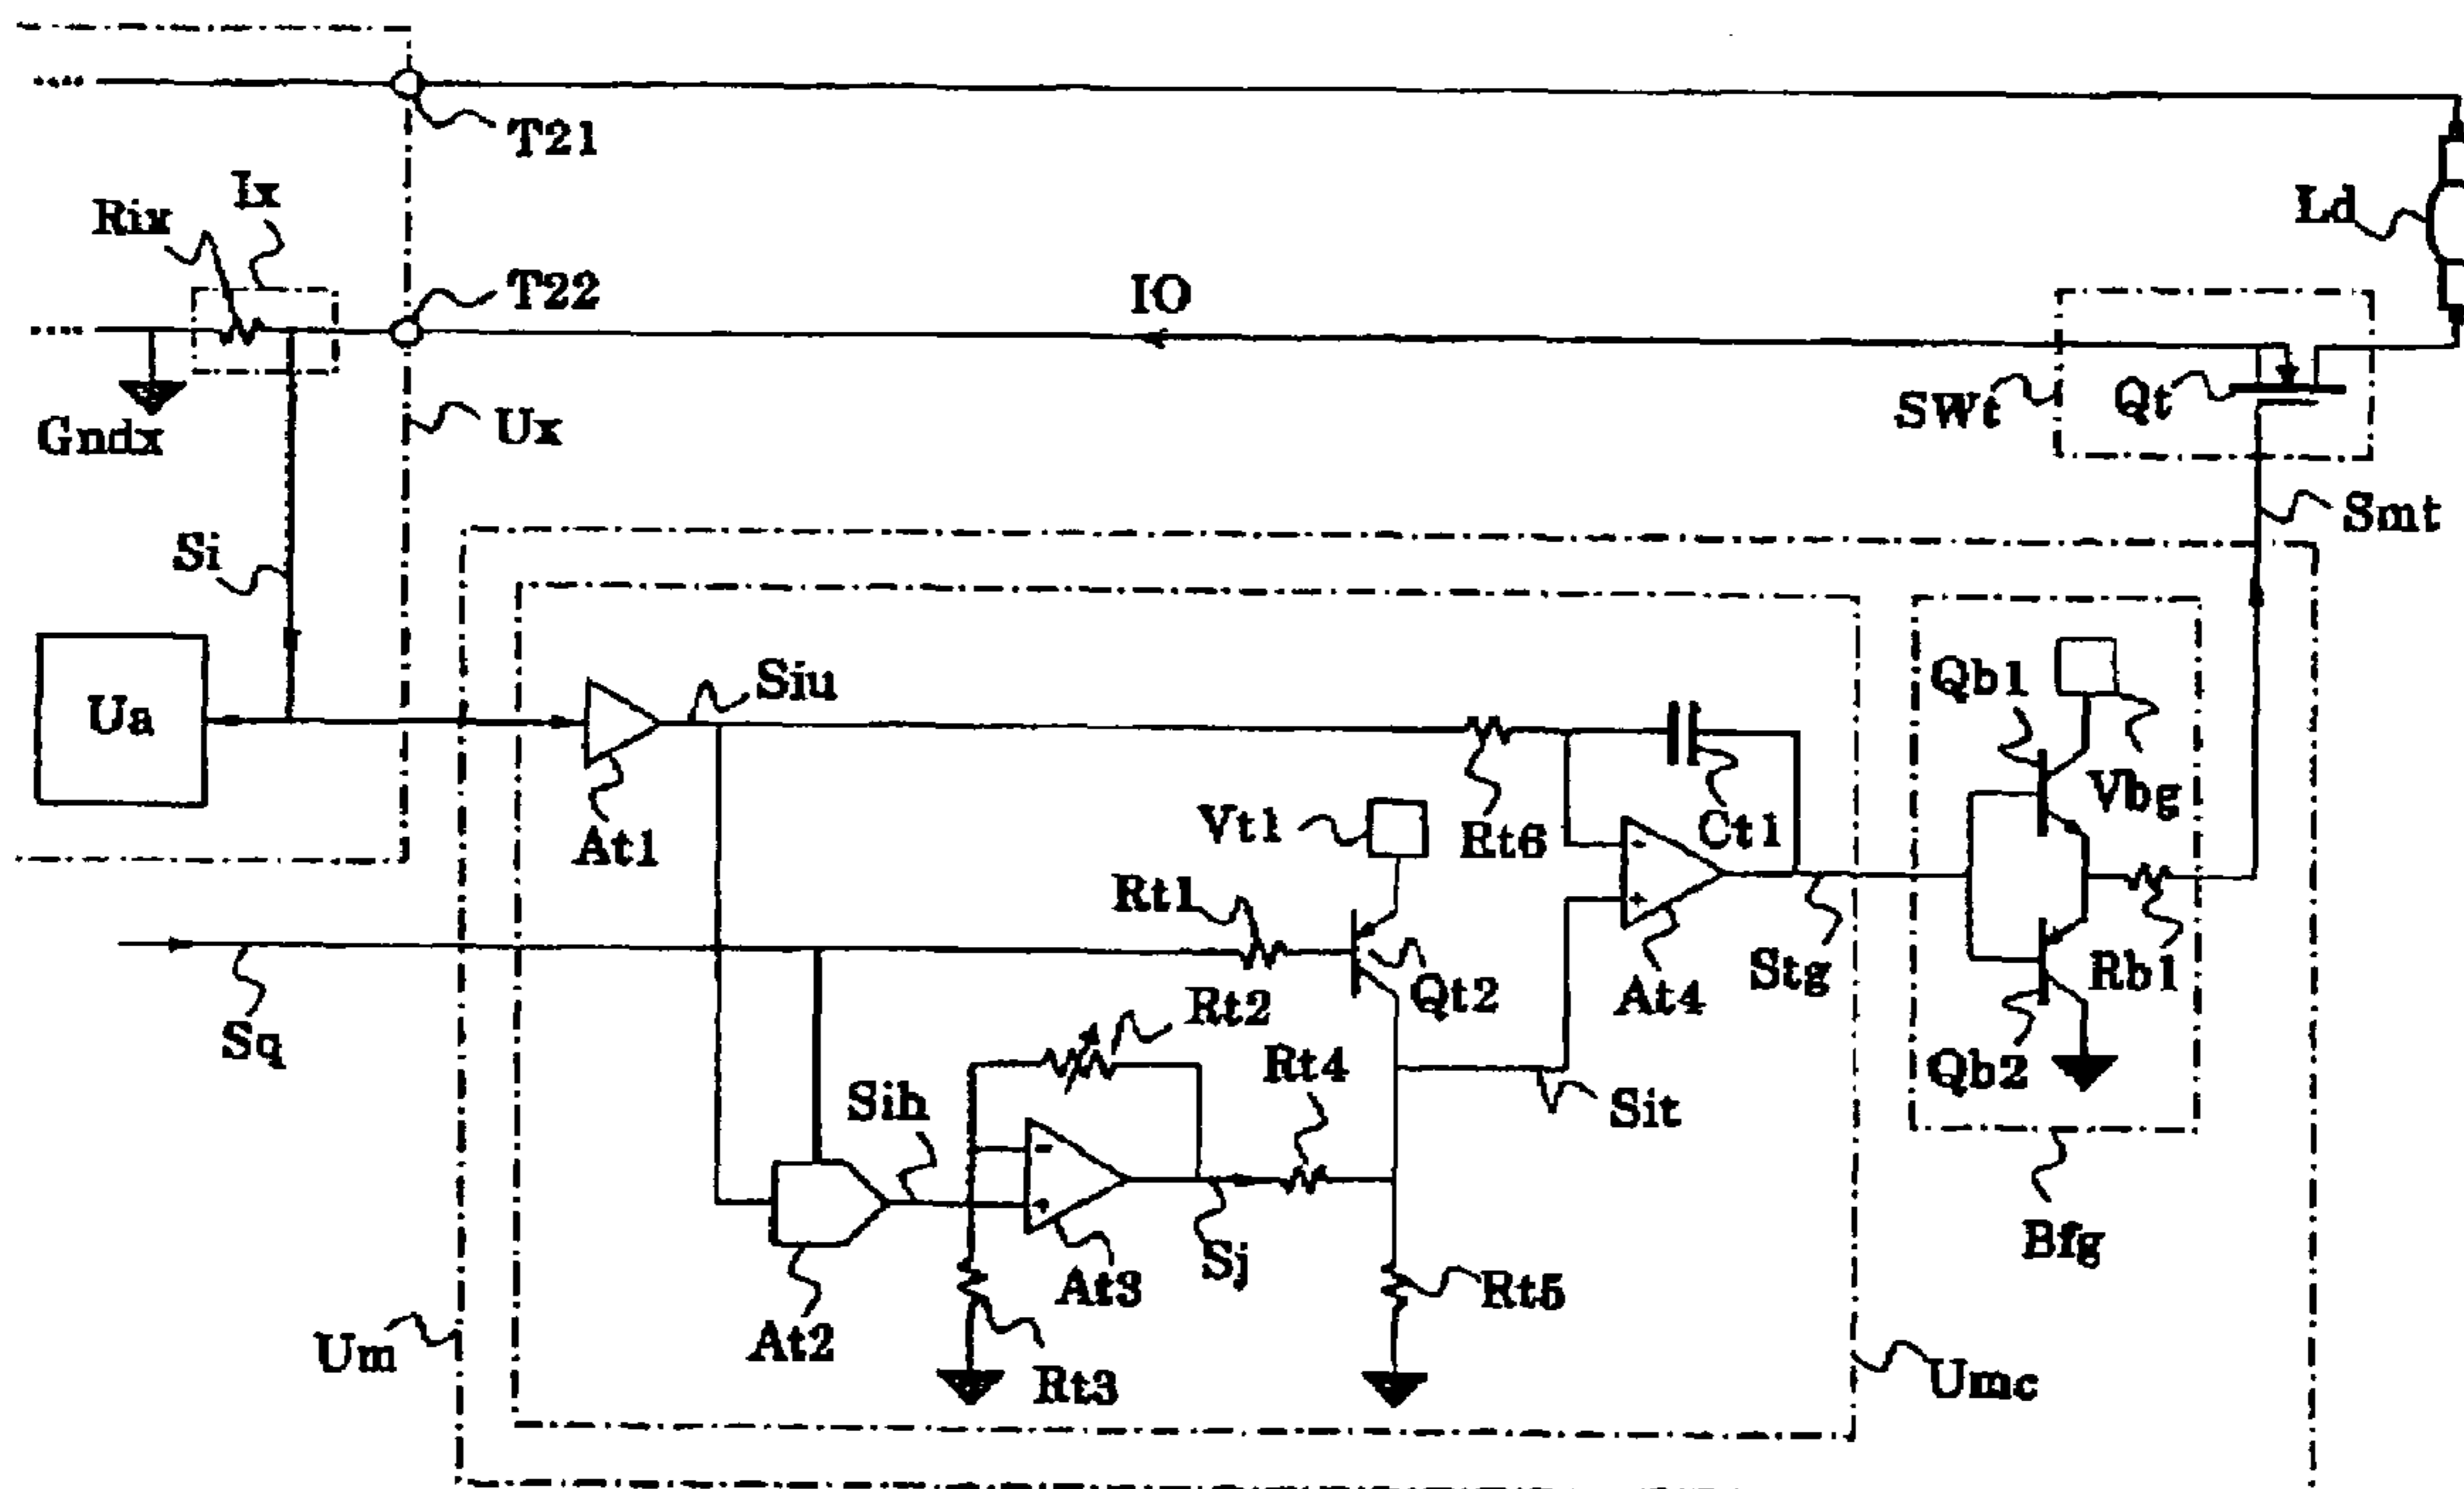 T21
Ix
Rix
T22
IO
Ld
Gndx
Ux
SWt
Qt
Smt
Si
Siu
Qb1
Ua
At1
Vt1
Rt6
Ct1
Vbg
Rt1
Sq
Rt2
Qt2
At4
Stg
Rb1
Sih
Rt4
Sit
Qb2
-
+
-
+
Sj
At3
Rt5
Bfg
Um
At2
Rt3
Umc